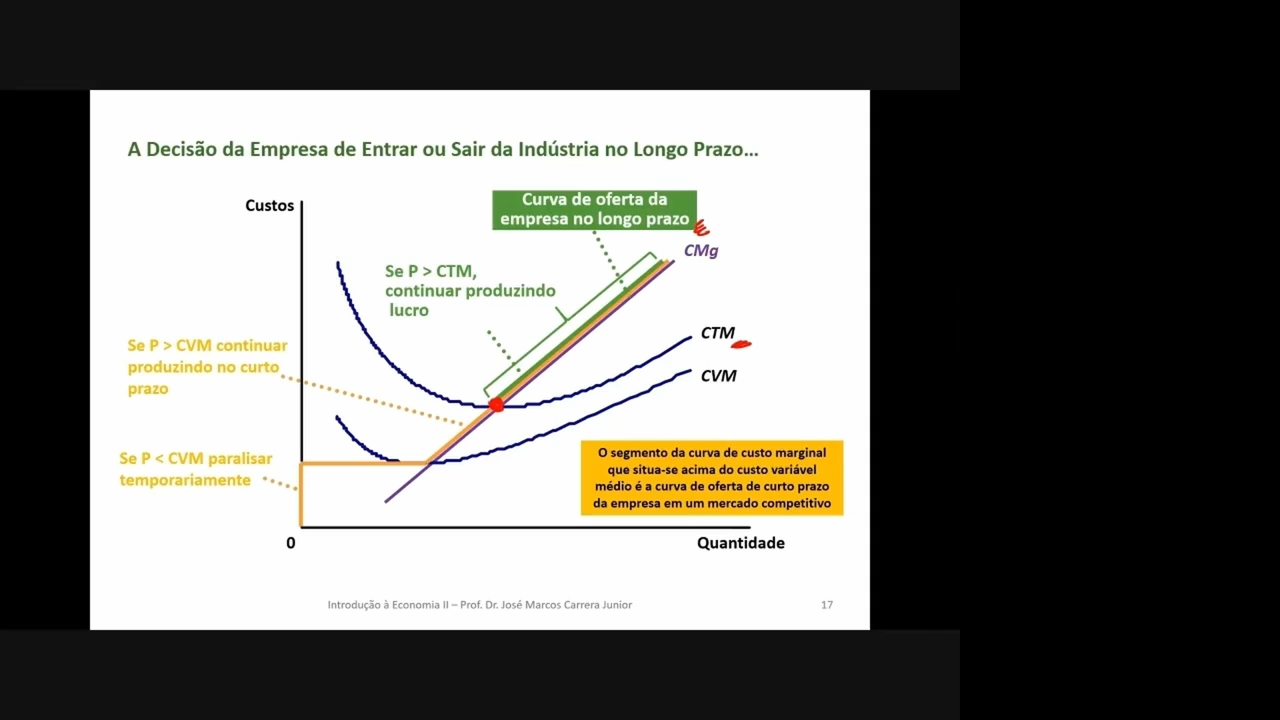 A Decisão da Empresa de Entrar ou Sair da Indústria no Longo Prazo...
Custos
Curva de oferta da
empresa no longo prazo
CMg
Se P > CTM,
continuar produzindo
lucro
CTM
Se P > CVM continuar
produzindo no curto
prazo
CVM
Se P < CVM paralisar
temporariamente
O segmento da curva de custo marginal
que situa-se acima do custo variável
médio é a curva de oferta de curto prazo
da empresa em um mercado competitivo
0
Quantidade
Introdução à Economia II – Prof. Dr. José Marcos Carrera Junior
17